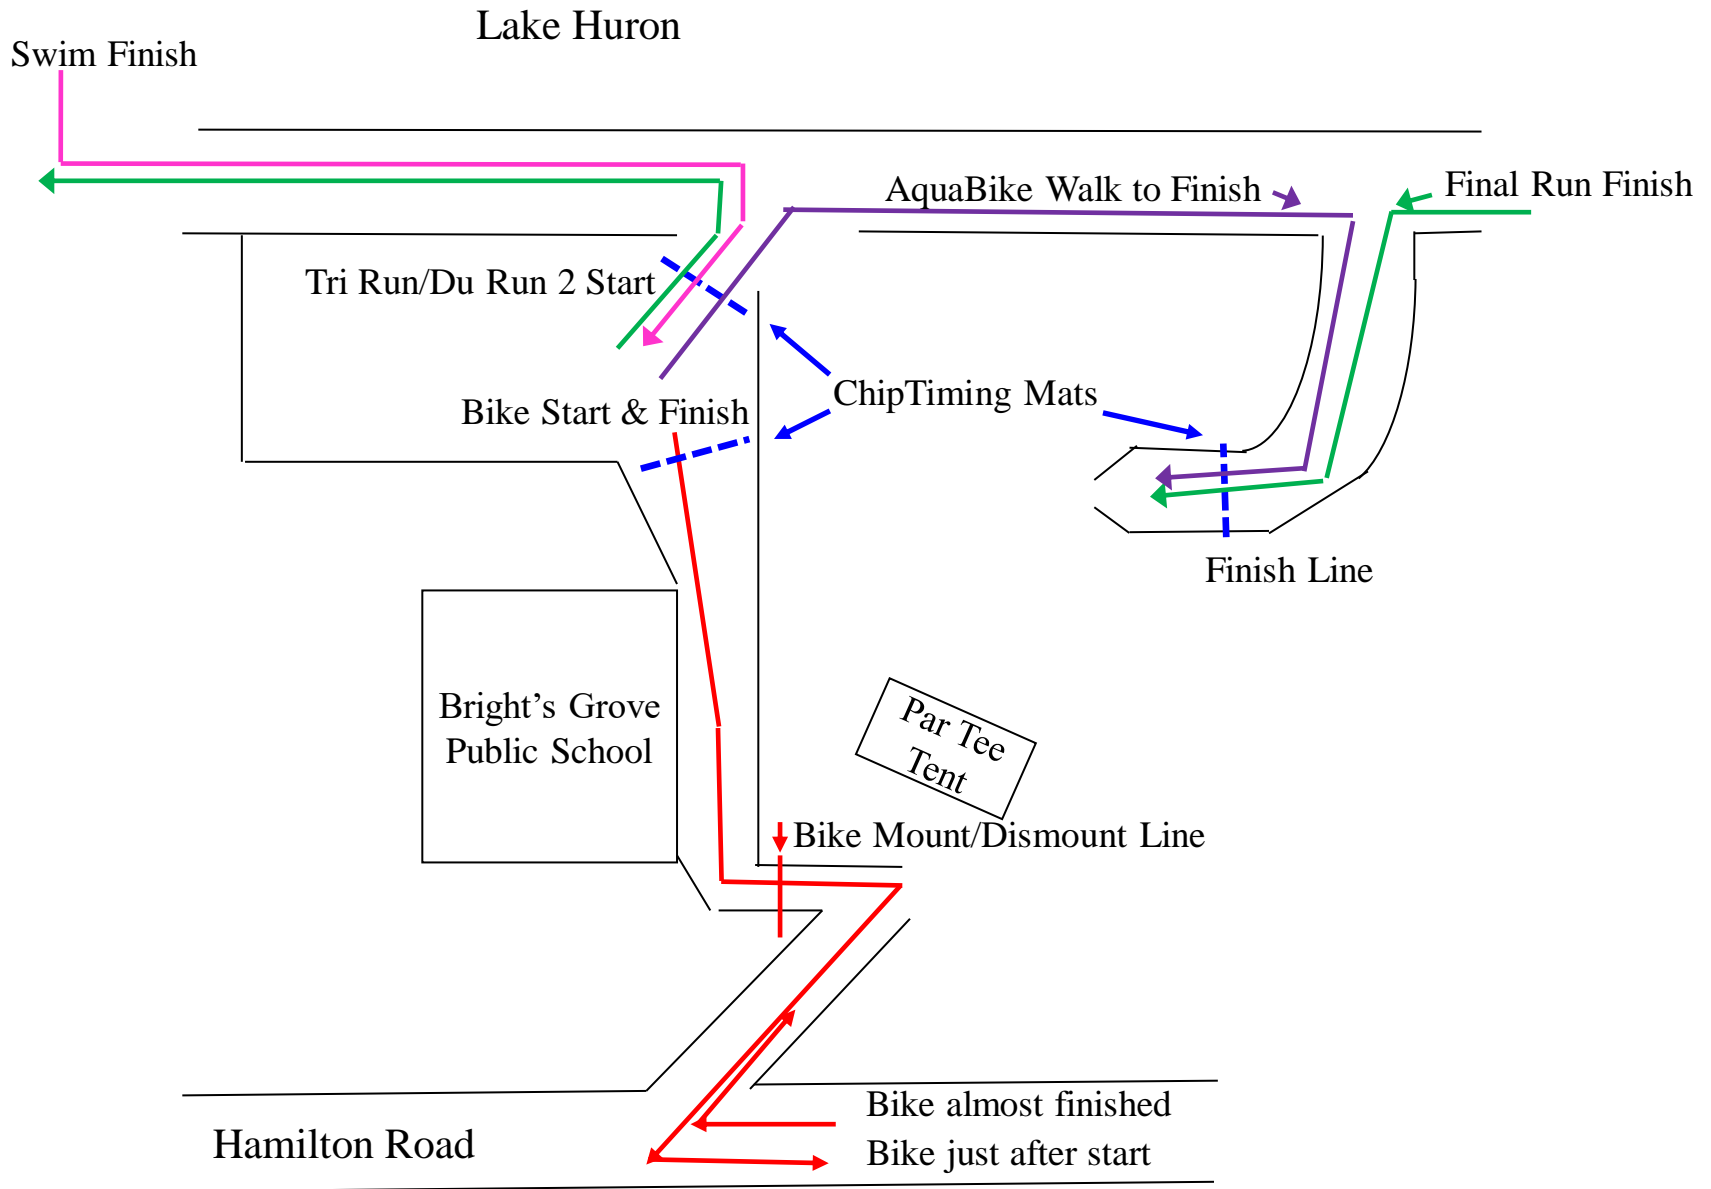 Lake Huron
Swim Finish
AquaBike Walk to Finish
Final Run Finish
Tri Run/Du Run 2 Start
ChipTiming Mats
Bike Start & Finish
Finish Line
Bright’s Grove
Public School
Par Tee
Tent
Bike Mount/Dismount Line
Bike almost finished
Hamilton Road
Bike just after start